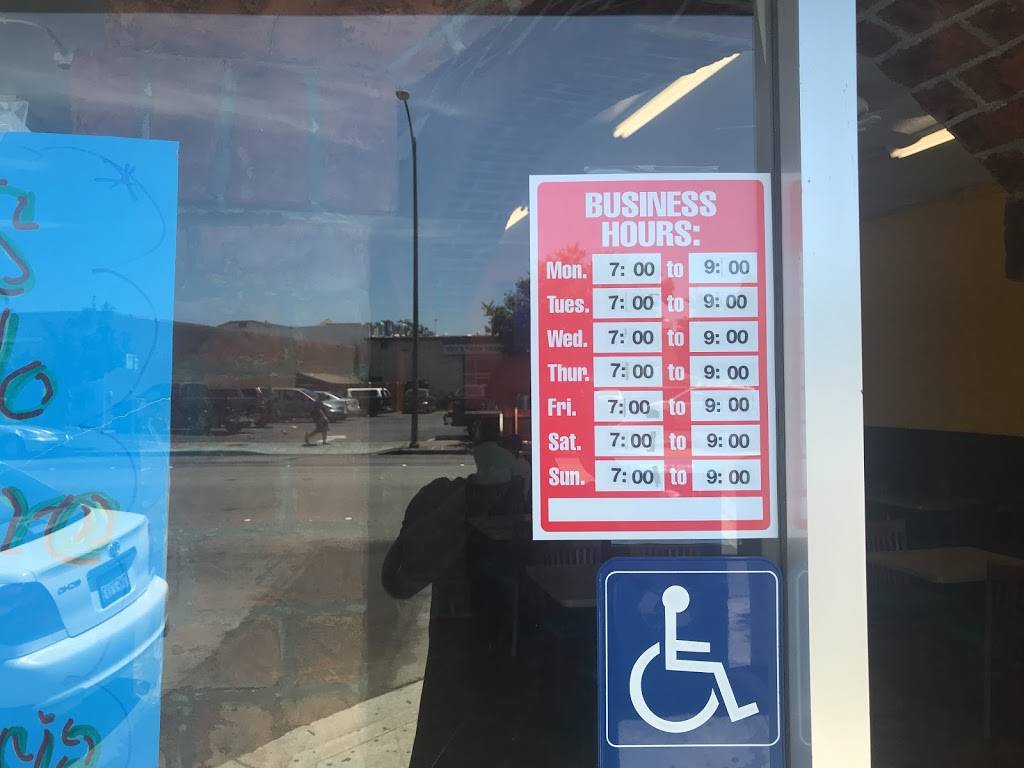 BUSINESS
HOURS:
Mon. 7:00 to 9:00
Tues. 7:00 to 9:00
Wed. 7:00 to 9:00
Thur. 7:00 to 9:00
Fri. 7:00 to 9:00
Sat. 7:00 to 9:00
Sun. 7:00 to 9:00